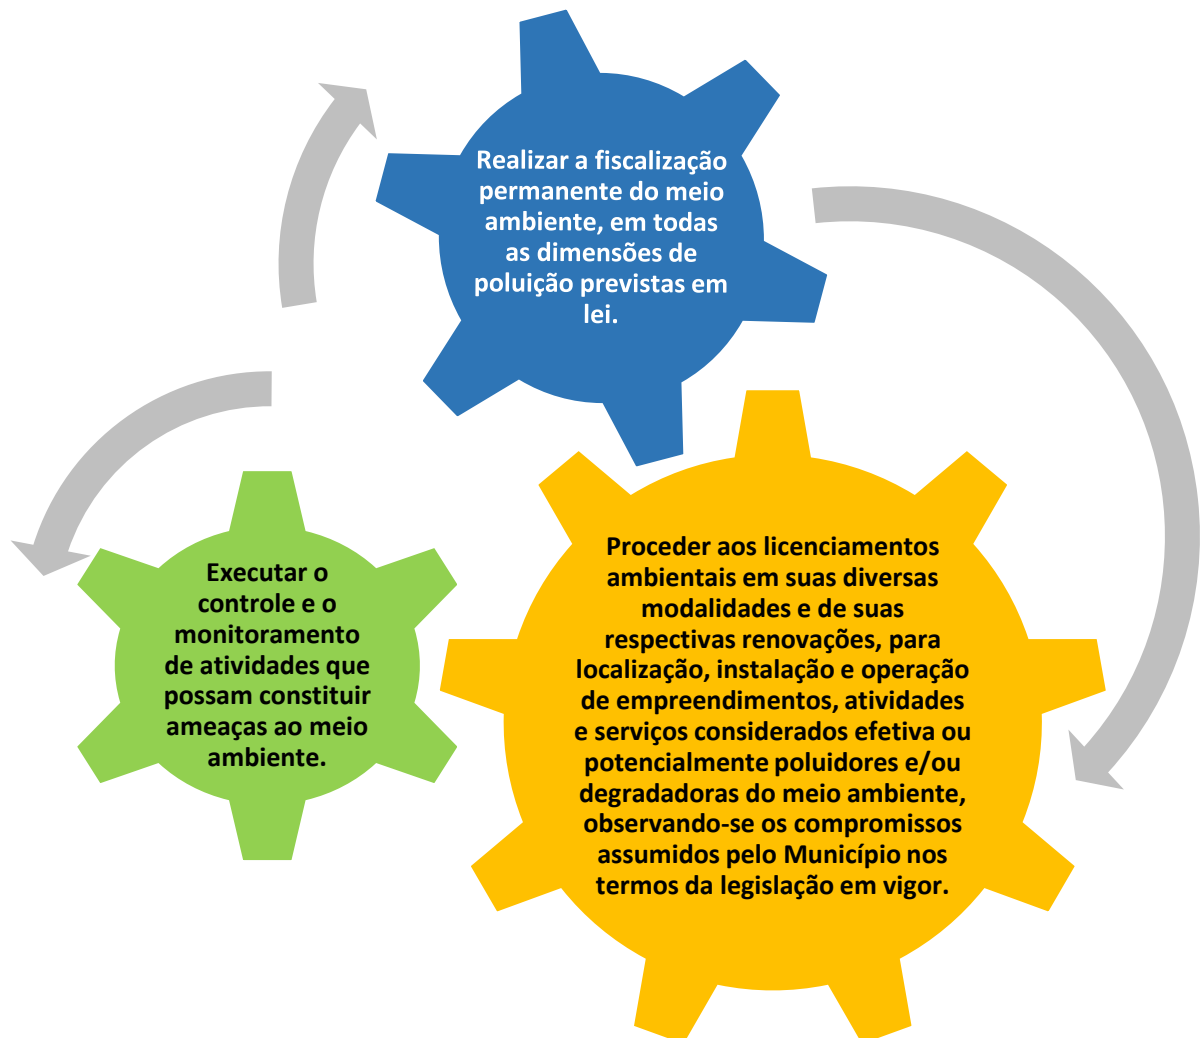 Realizar a fiscalização
permanente do meio
ambiente, em todas
as dimensões de
poluição previstas em
lei.
Executar o
controle e o
monitoramento
de atividades que
possam constituir
ameaças ao meio
ambiente.
Proceder aos licenciamentos
ambientais em suas diversas
modalidades e de suas
respectivas renovações, para
localização, instalação e operação
de empreendimentos, atividades
e serviços considerados efetiva ou
potencialmente poluidores e/ou
degradadoras do meio ambiente,
observando-se os compromissos
assumidos pelo Município nos
termos da legislação em vigor.